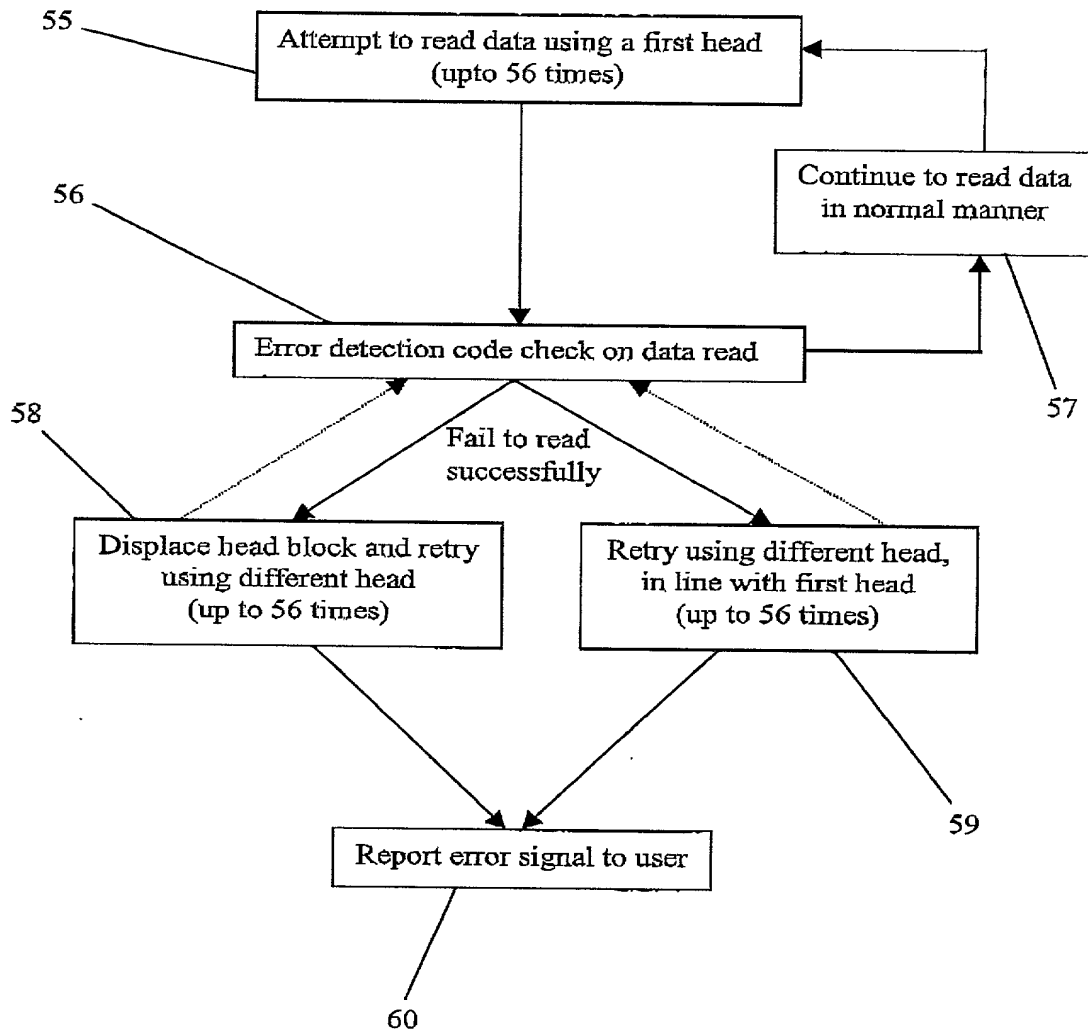 55
Attempt to read data using a first head
(upto 56 times)
Continue to read data
in normal manner
56
Error detection code check on data read
57
58
Fail to read
successfully
Displace head block and retry
using different head
(up to 56 times)
Retry using different head,
in line with first head
(up to 56 times)
59
Report error signal to user
60